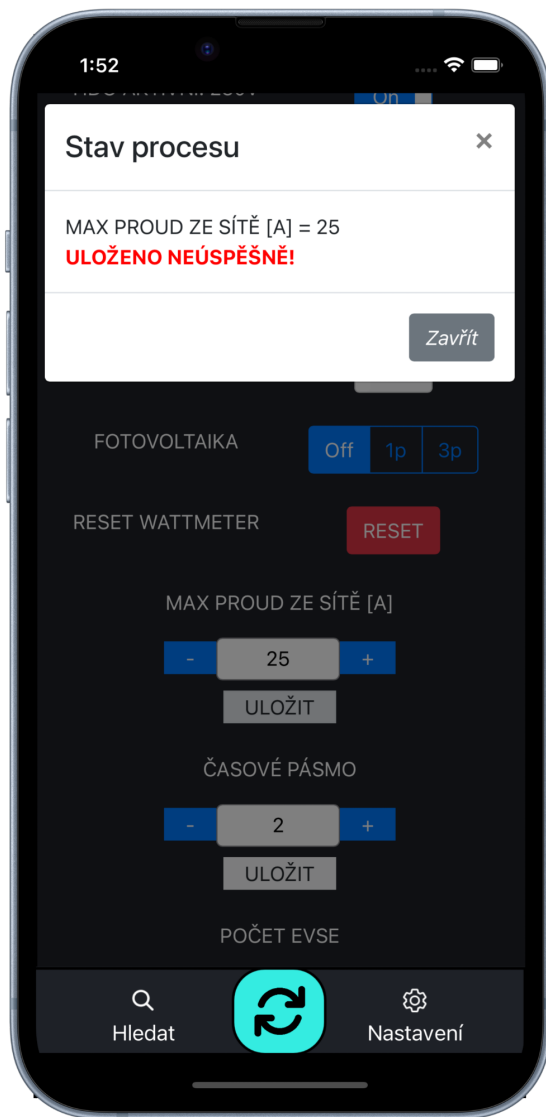 1:52
On
Stav procesu
×
MAX PROUD ZE SÍTĚ [A] = 25
ULOŽENO NEÚSPĚŠNĚ!
Zavřít
FOTOVOLTAIKA
Off 1p 3p
RESET WATTMETER
RESET
MAX PROUD ZE SÍTĚ [A]
- 25 +
ULOŽIT
ČASOVÉ PÁSMO
- 2 +
ULOŽIT
POČET EVSE
Hledat
Nastavení